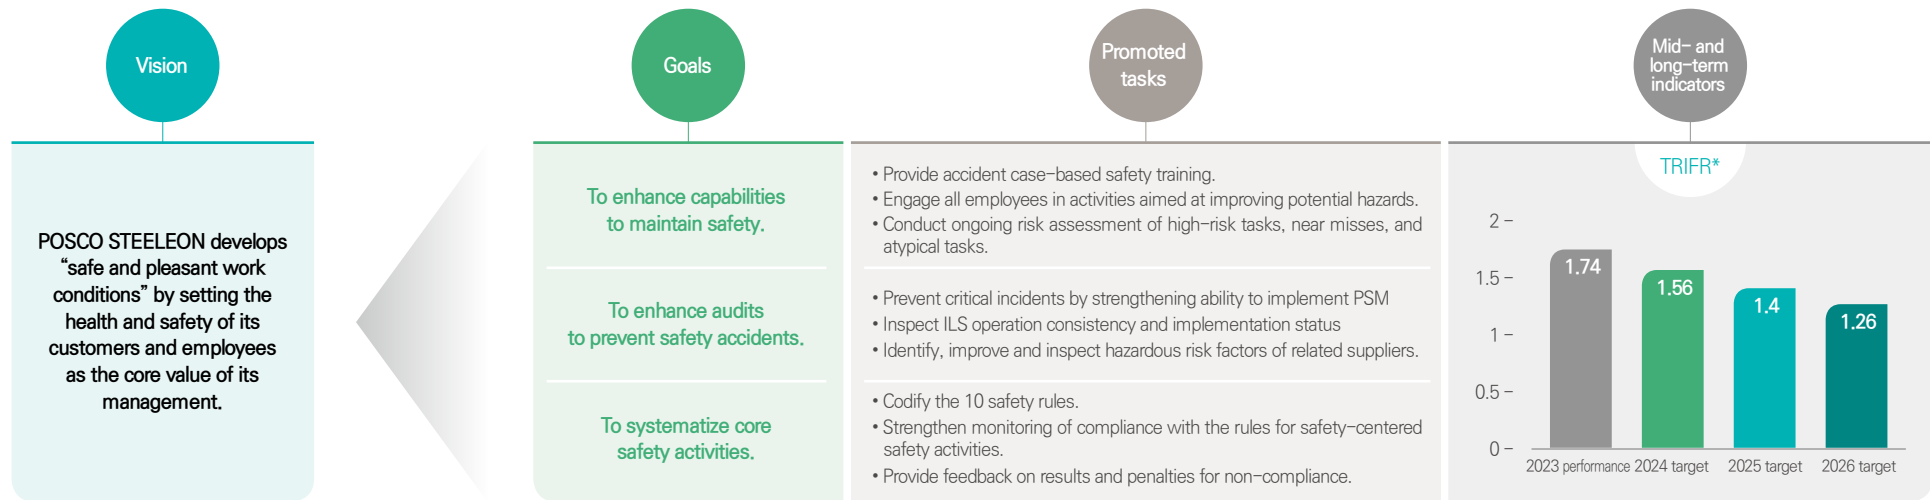 Vision
POSCO STEELEON develops
“safe and pleasant work
conditions” by setting the
health and safety of its
customers and employees
as the core value of its
management.
Goals
To enhance capabilities
to maintain safety.
To enhance audits
to prevent safety accidents.
To systematize core
safety activities.
Promoted
tasks
• Provide accident case-based safety training.
• Engage all employees in activities aimed at improving potential hazards.
• Conduct ongoing risk assessment of high-risk tasks, near misses, and
atypical tasks.
• Prevent critical incidents by strengthening ability to implement PSM
• Inspect ILS operation consistency and implementation status
• Identify, improve and inspect hazardous risk factors of related suppliers.
• Codify the 10 safety rules.
• Strengthen monitoring of compliance with the rules for safety-centered
safety activities.
• Provide feedback on results and penalties for non-compliance.
Mid- and
long-term
indicators
TRIFR*
2
1.5
1
0.5
0
1.74
1.56
1.4
1.26
2023 performance 2024 target 2025 target 2026 target